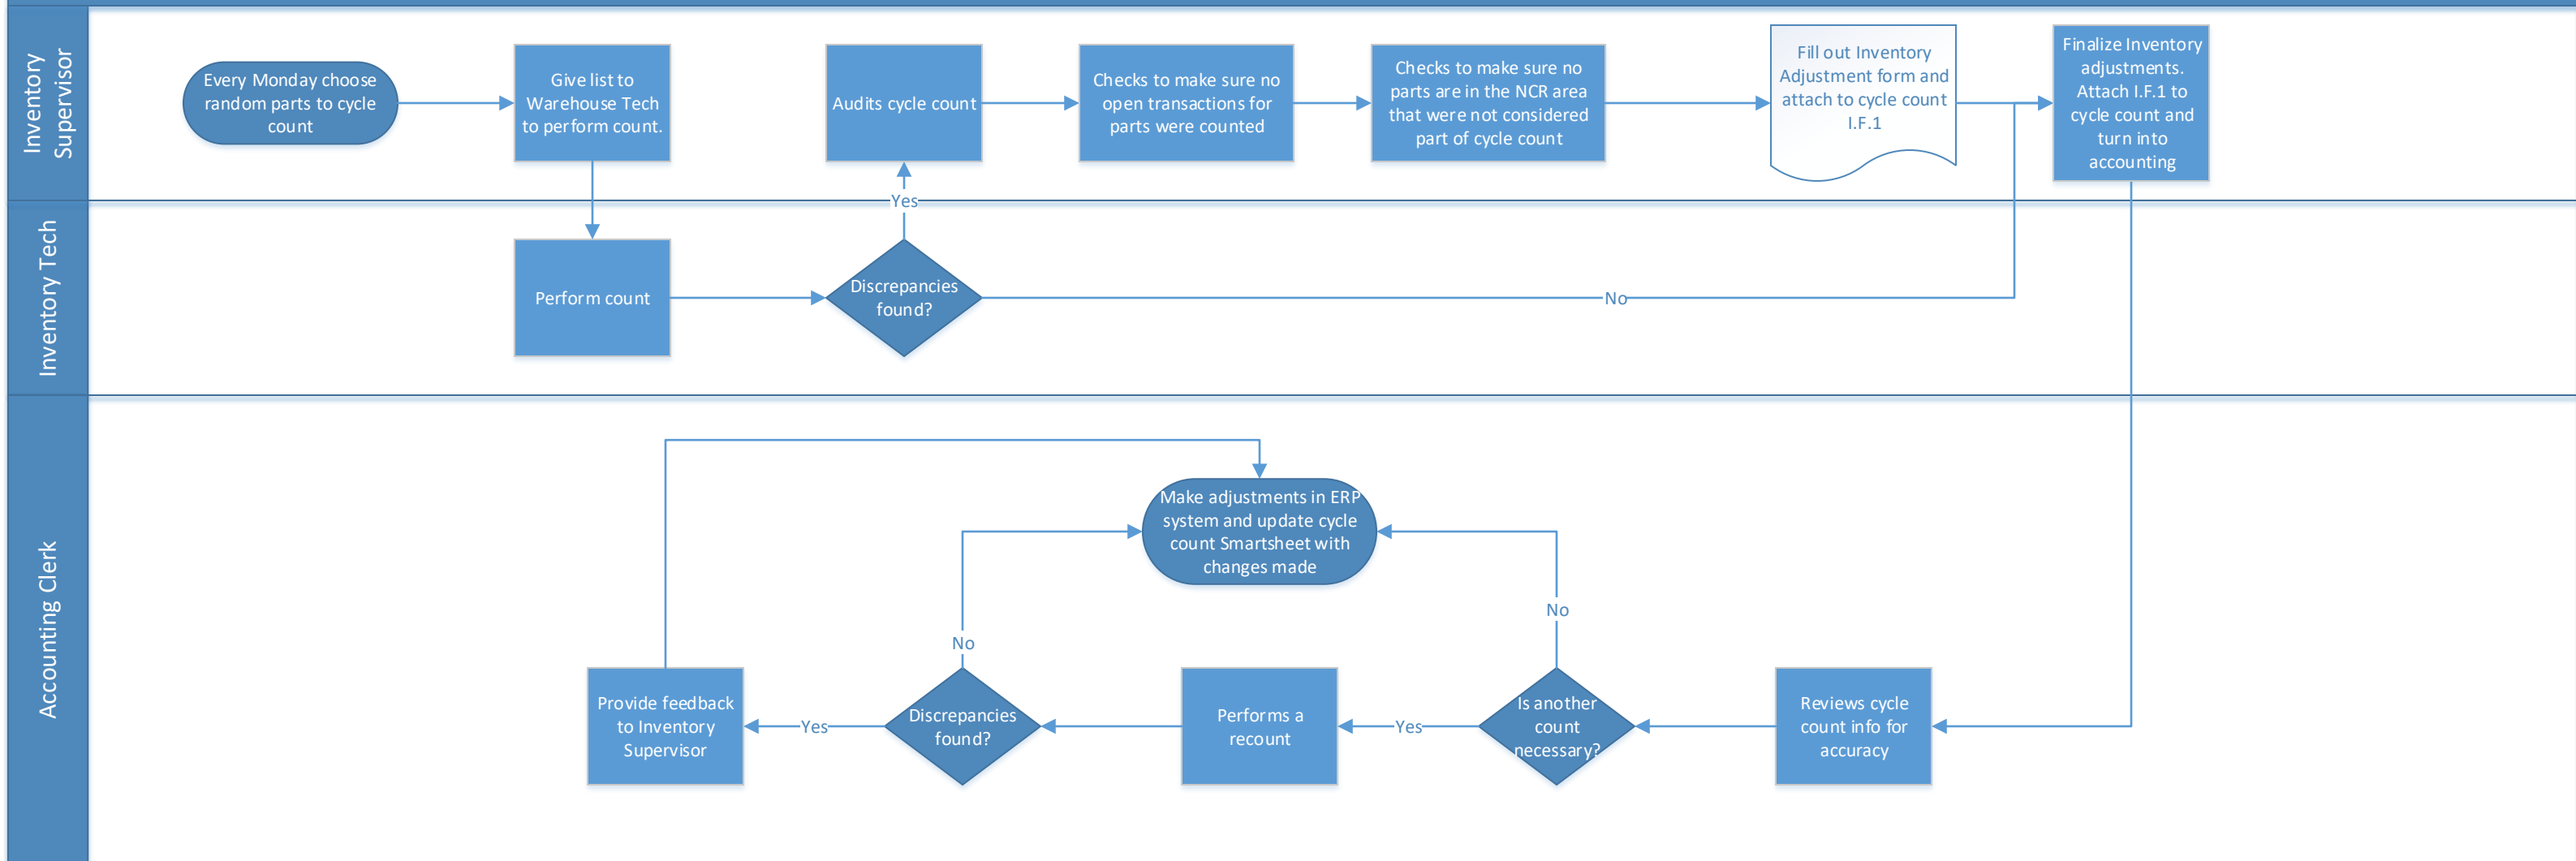 Inventory
Supervisor
Every Monday choose
random parts to cycle
count
Give list to
Warehouse Tech
to perform count.
Audits cycle count
Checks to make sure no
open transactions for
parts were counted
Checks to make sure no
parts are in the NCR area
that were not considered
part of cycle count
Fill out Inventory
Adjustment form and
attach to cycle count
I.F.1
Finalize Inventory
adjustments.
Attach I.F.1 to
cycle count and
turn into
accounting
Yes
Inventory Tech
Perform count
Discrepancies
found?
No
Accounting Clerk
Make adjustments in ERP
system and update cycle
count Smartsheet with
changes made
No
No
Provide feedback
to Inventory
Supervisor
Yes
Discrepancies
found?
Performs a
recount
Yes
Is another
count
necessary?
Reviews cycle
count info for
accuracy